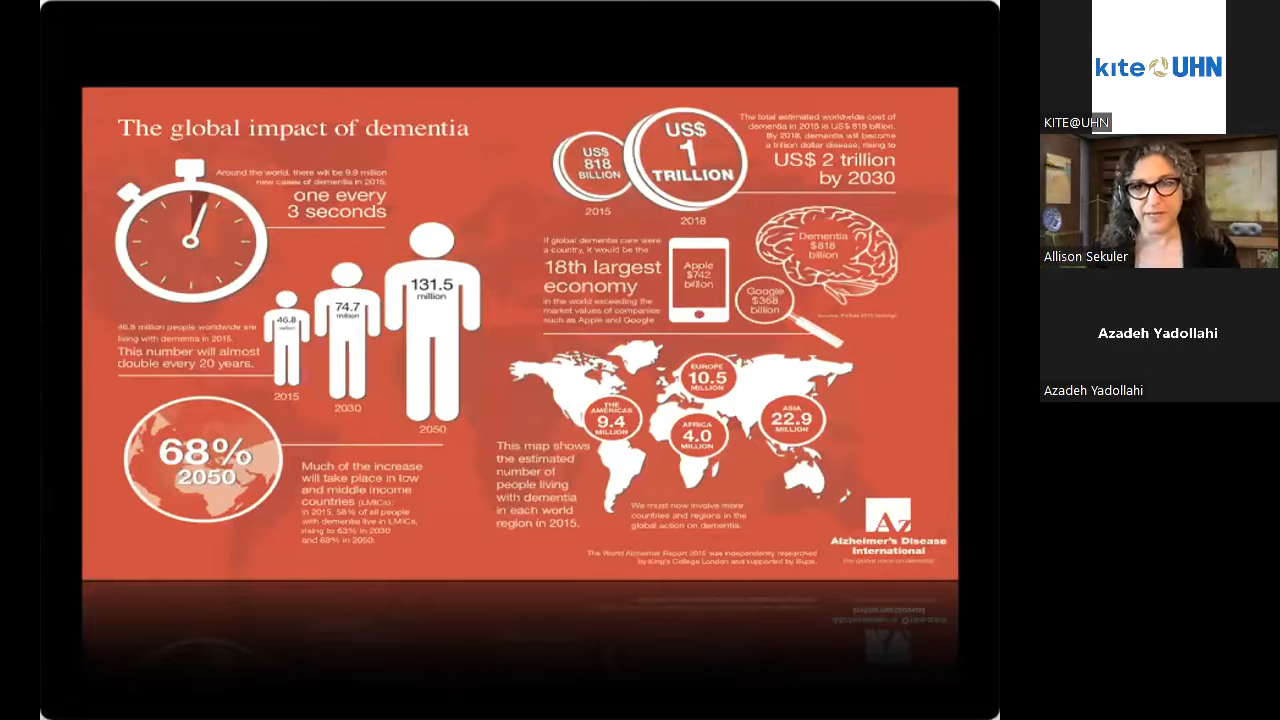 The global impact of dementia
Around the world, there will be 9.9 million
new cases of dementia in 2015,
one every
3 seconds
46.8 million people worldwide are
living with dementia in 2015.
This number will almost
double every 20 years.
46.8
million
2015
74.7
million
2030
131.5
million
2050
68%
2050
Much of the increase
will take place in low
and middle income
countries (LMICs):
in 2015, 58% of all people
with dementia live in LMICs,
rising to 63% in 2030
and 68% in 2050.
US$
818
BILLION
2015
US$
1
TRILLION
2018
The total estimated worldwide cost of
dementia in 2015 is US$ 818 billion.
By 2018, dementia will become
a trillion dollar disease, rising to
US$ 2 trillion
by 2030
If global dementia care were
a country, it would be the
18th largest
economy
in the world exceeding the
market values of companies
such as Apple and Google
Apple
$742
billion
Google
$368
billion
Dementia
$818
billion
Source: Forbes 2015 rankings
This map shows
the estimated
number of
people living
with dementia
in each world
region in 2015.
THE
AMERICAS
9.4
MILLION
EUROPE
10.5
MILLION
AFRICA
4.0
MILLION
ASIA
22.9
MILLION
We must now involve more
countries and regions in the
global action on dementia.
Alzheimer's Disease
International
The global voice on dementia
The World Alzheimer Report 2015 was independently researched
by King's College London and supported by Bupa.
kite UHN
KITE@UHN
Allison Sekuler
Azadeh Yadollahi
Azadeh Yadollahi